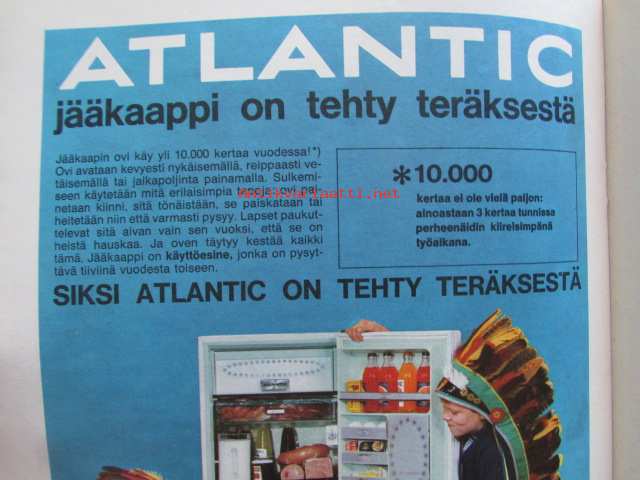 ATLANTIC
jääkaappi on tehty teräksestä
Jääkaapin ovi käy yli 10.000 kertaa vuodessa!*)
Ovi avataan kevyesti nykäisemällä, reippaasti ve-
täisemällä tai jalkapoljinta painamalla. Sulkemi-
seen käytetään mitä erilaisimpia tapoja: ovi pai-
netaan kiinni, sitä tönäistään, se paiskataan tai
heitetään niin että varmasti pysyy. Lapset paukut-
televat sitä aivan vain sen vuoksi, että se on
heistä hauskaa. Ja oven täytyy kestää kaikki
tämä. Jääkaappi on käyttöesine, jonka on pysyt-
tävä tiiviinä vuodesta toiseen.
*10.000
kertaa ei ole vielä paljon:
ainoastaan 3 kertaa tunnissa
perheenäidin kiireisimpänä
työaikana.
SIKSI ATLANTIC ON TEHTY TERÄKSESTÄ